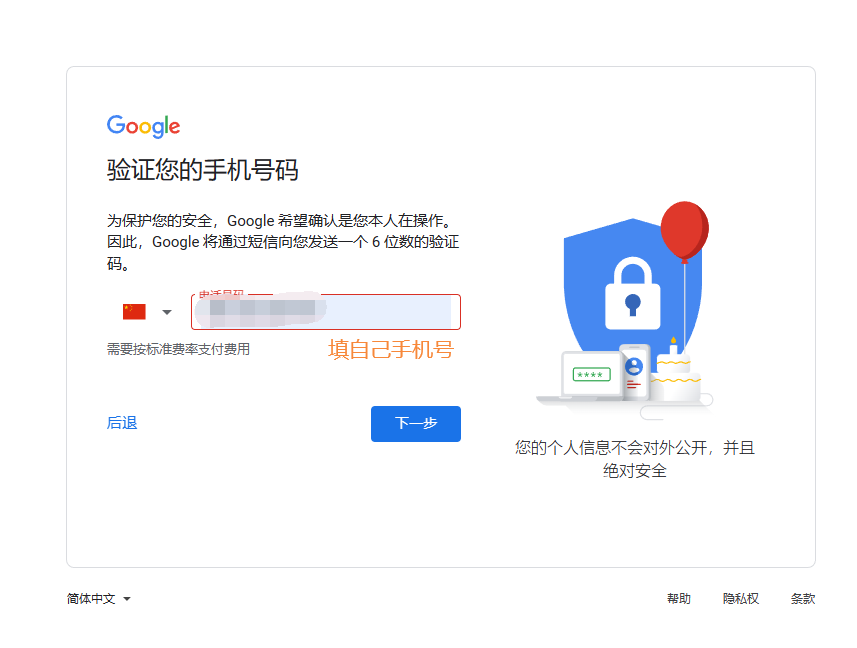 Google
验证您的手机号码
为保护您的安全，Google 希望确认是您本人在操作。
因此，Google 将通过短信向您发送一个 6 位数的验证
码。
电话号码
需要按标准费率支付费用
填自己手机号
后退
下一步
****
您的个人信息不会对外公开，并且
绝对安全
简体中文
帮助
隐私权
条款